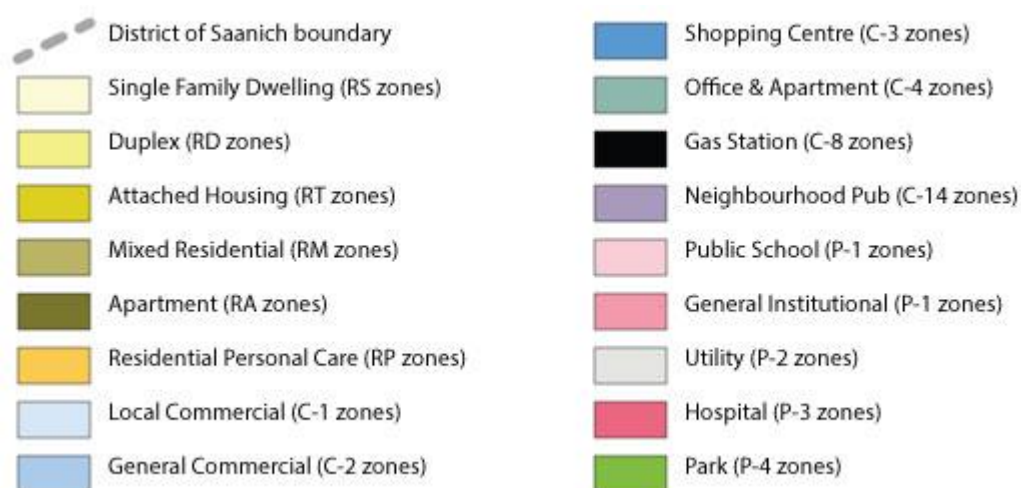 District of Saanich boundary
Single Family Dwelling (RS zones)
Duplex (RD zones)
Attached Housing (RT zones)
Mixed Residential (RM zones)
Apartment (RA zones)
Residential Personal Care (RP zones)
Local Commercial (C-1 zones)
General Commercial (C-2 zones)
Shopping Centre (C-3 zones)
Office & Apartment (C-4 zones)
Gas Station (C-8 zones)
Neighbourhood Pub (C-14 zones)
Public School (P-1 zones)
General Institutional (P-1 zones)
Utility (P-2 zones)
Hospital (P-3 zones)
Park (P-4 zones)